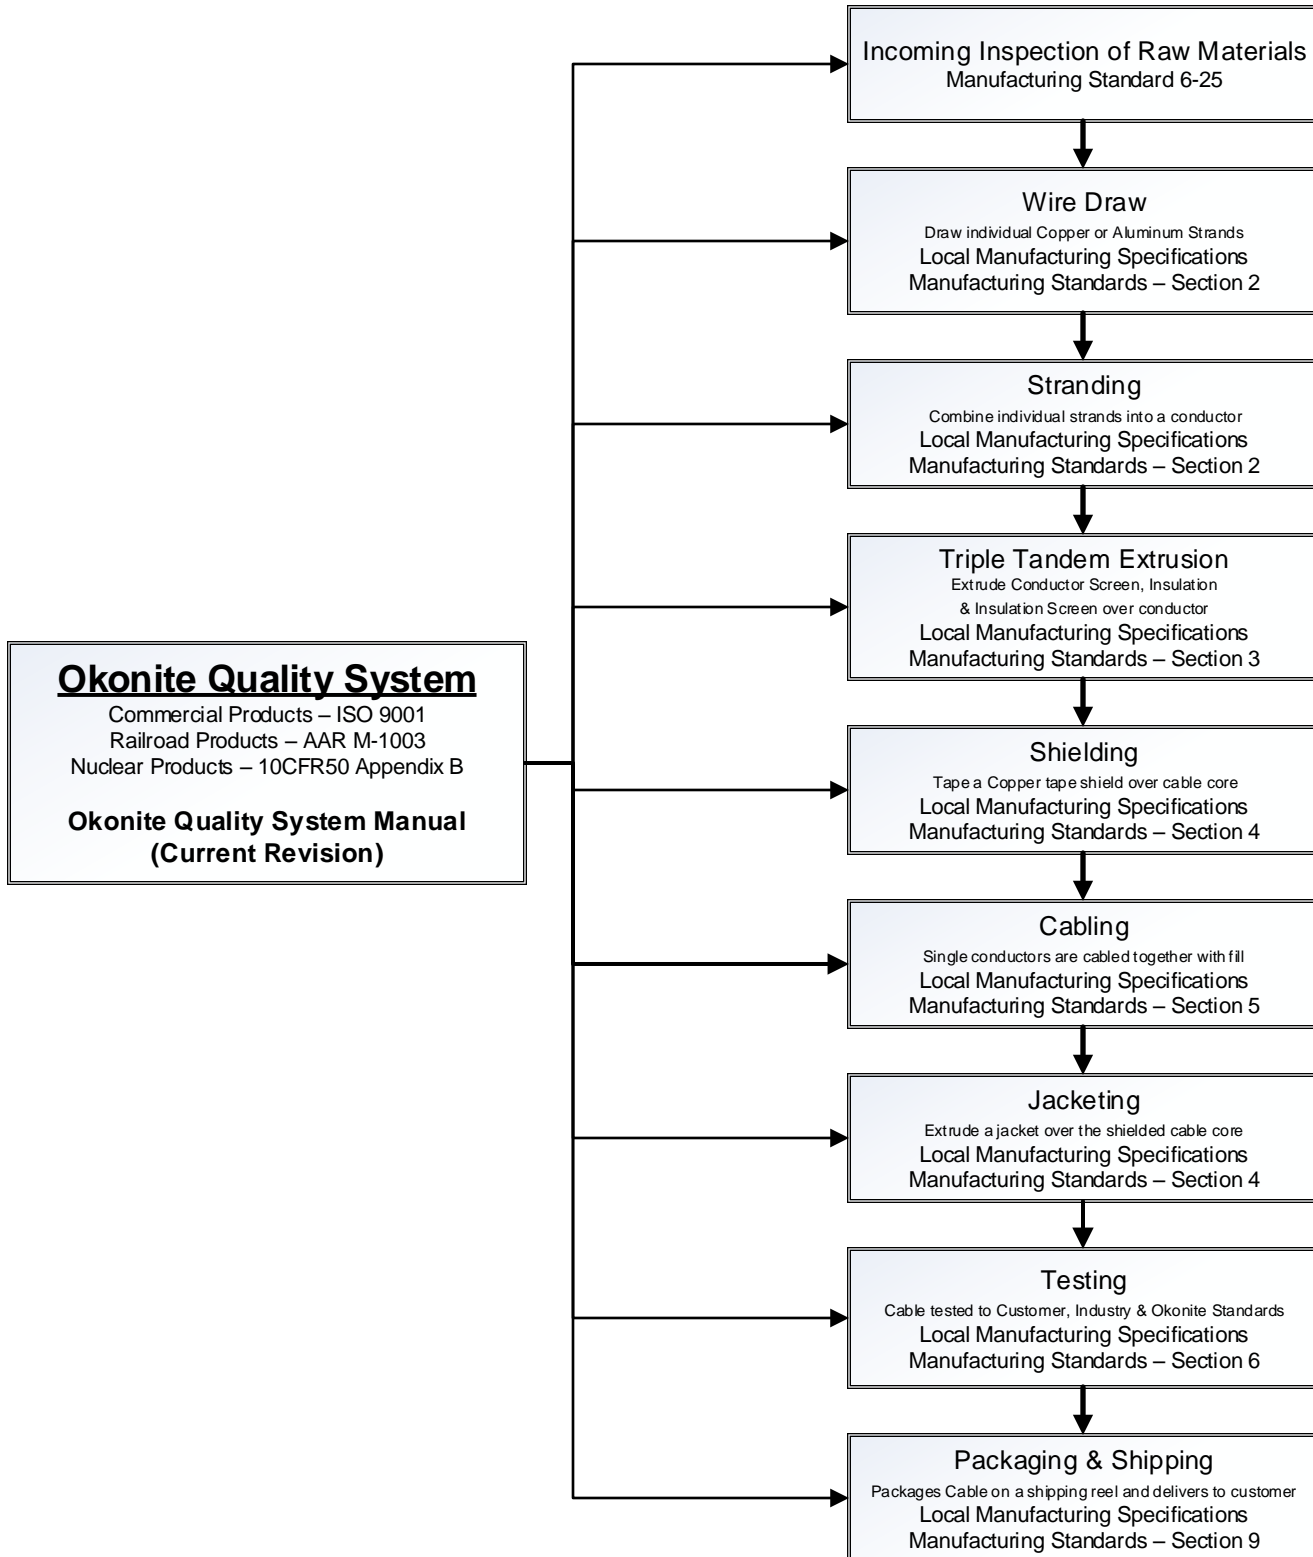 Incoming Inspection of Raw Materials
Manufacturing Standard 6-25
Wire Draw
Draw individual Copper or Aluminum Strands
Local Manufacturing Specifications
Manufacturing Standards – Section 2
Stranding
Combine individual strands into a conductor
Local Manufacturing Specifications
Manufacturing Standards – Section 2
Triple Tandem Extrusion
Extrude Conductor Screen, Insulation
& Insulation Screen over conductor
Local Manufacturing Specifications
Manufacturing Standards – Section 3
Okonite Quality System
Commercial Products – ISO 9001
Railroad Products – AAR M-1003
Nuclear Products – 10CFR50 Appendix B
Okonite Quality System Manual
(Current Revision)
Shielding
Tape a Copper tape shield over cable core
Local Manufacturing Specifications
Manufacturing Standards – Section 4
Cabling
Single conductors are cabled together with fill
Local Manufacturing Specifications
Manufacturing Standards – Section 5
Jacketing
Extrude a jacket over the shielded cable core
Local Manufacturing Specifications
Manufacturing Standards – Section 4
Testing
Cable tested to Customer, Industry & Okonite Standards
Local Manufacturing Specifications
Manufacturing Standards – Section 6
Packaging & Shipping
Packages Cable on a shipping reel and delivers to customer
Local Manufacturing Specifications
Manufacturing Standards – Section 9